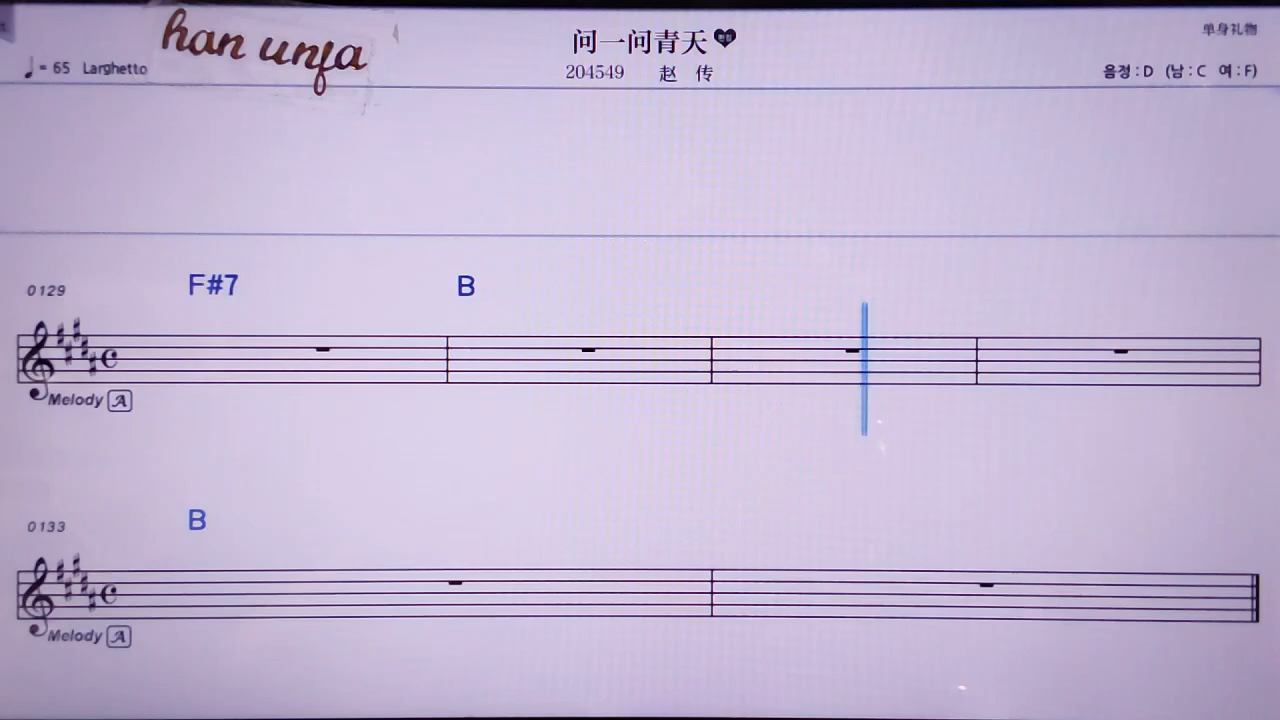 han unfa
问一问青天
单身礼物
♩= 65 Larghetto
204549 赵 传
음정 : D (남 : C 여 : F)
F#7 B
0129
Melody A
B
0133
Melody A